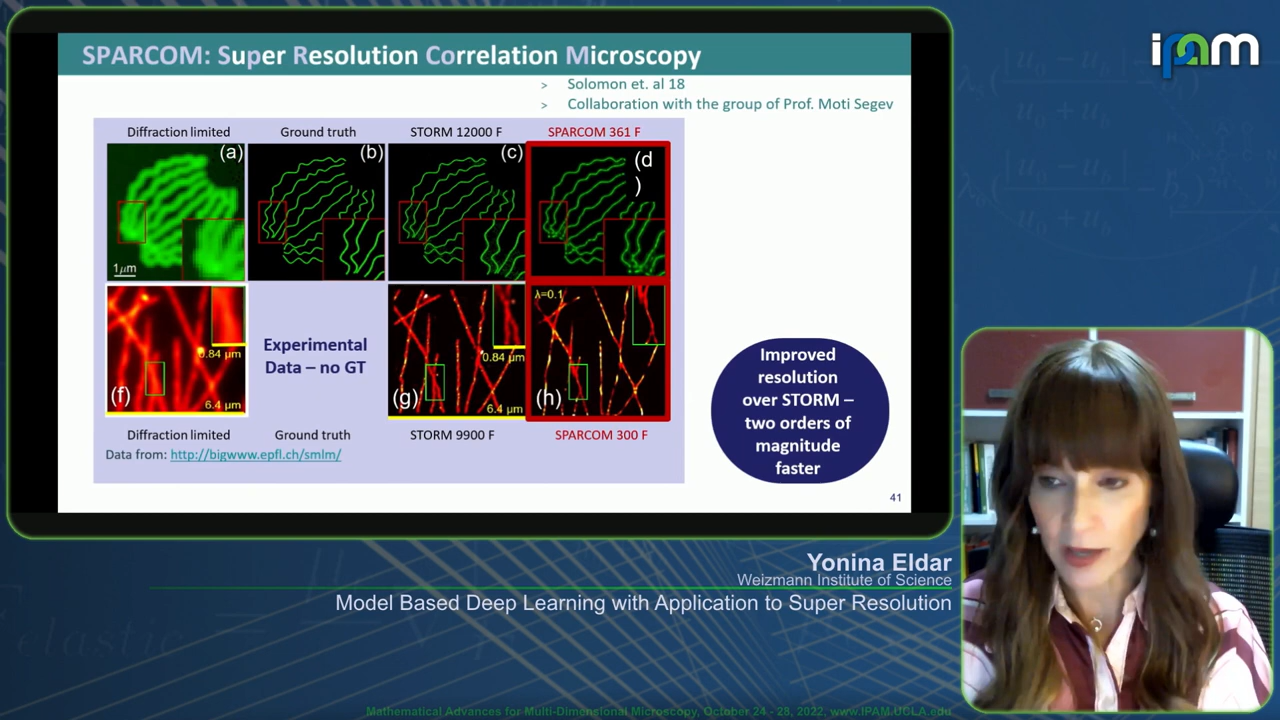 SPARCOM: Super Resolution Correlation Microscopy
> Solomon et. al 18
> Collaboration with the group of Prof. Moti Segev
ipam
Diffraction limited
Ground truth
STORM 12000 F
SPARCOM 361 F
(a)
(b)
(c)
(d
)
1μm
Experimental
Data – no GT
λ=0.1
0.84 μm
0.84 μm
(f)
(g)
(h)
6.4 μm
6.4 μm
Diffraction limited
Ground truth
STORM 9900 F
SPARCOM 300 F
Data from: http://bigwww.epfl.ch/smlm/
Improved
resolution
over STORM –
two orders of
magnitude
faster
41
Yonina Eldar
Weizmann Institute of Science
Model Based Deep Learning with Application to Super Resolution
Mathematical Advances for Multi-Dimensional Microscopy, October 24 - 28, 2022, www.IPAM.UCLA.edu